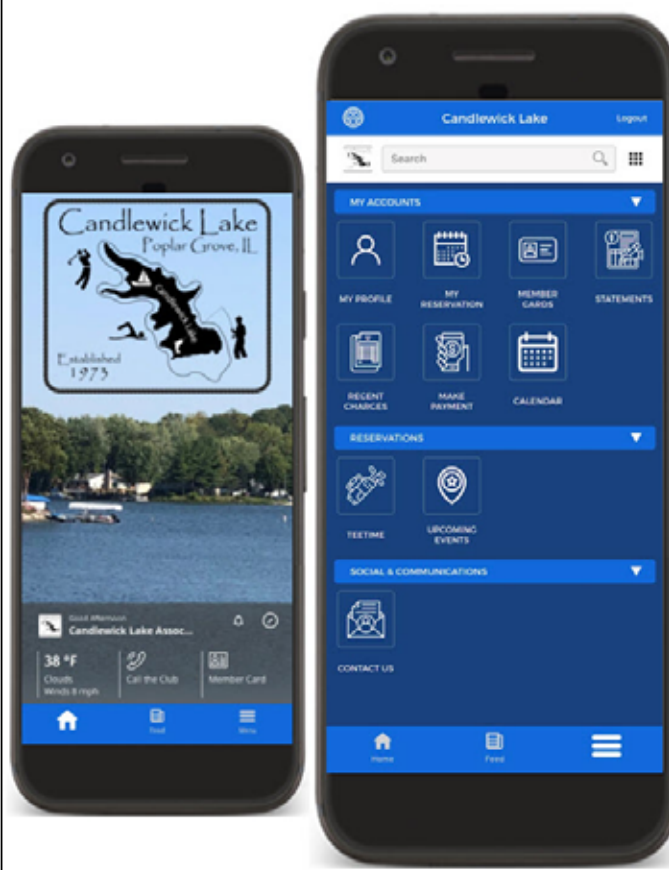 Candlewick Lake
Poplar Grove, IL
Candlewick Lake
Established
1973
Good Afternoon
Candlewick Lake Assoc...
38 °F
Clouds
Winds 8 mph
Call the Club
Member Card
Feed
Menu
Candlewick Lake
Logout
Search
MY ACCOUNTS
MY PROFILE
MY
RESERVATION
MEMBER
CARDS
STATEMENTS
RECENT
CHARGES
MAKE
PAYMENT
CALENDAR
RESERVATIONS
TEETIME
UPCOMING
EVENTS
SOCIAL & COMMUNICATIONS
CONTACT US
Home
Feed